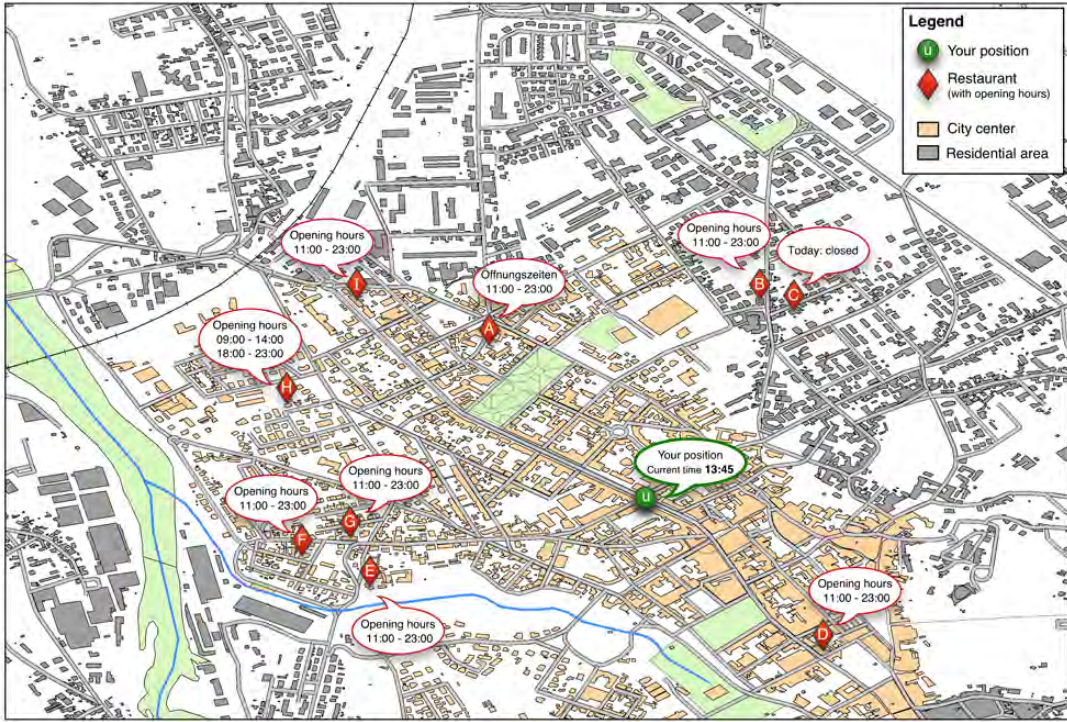 Legend
u Your position
Restaurant
(with opening hours)
City center
Residential area
Opening hours
11:00 - 23:00
I
Öffnungszeiten
11:00 - 23:00
A
Opening hours
11:00 - 23:00
B
Today: closed
C
Opening hours
09:00 - 14:00
18:00 - 23:00
H
Your position
Current time 13:45
u
Opening hours
11:00 - 23:00
G
Opening hours
11:00 - 23:00
F
E
Opening hours
11:00 - 23:00
Opening hours
11:00 - 23:00
D